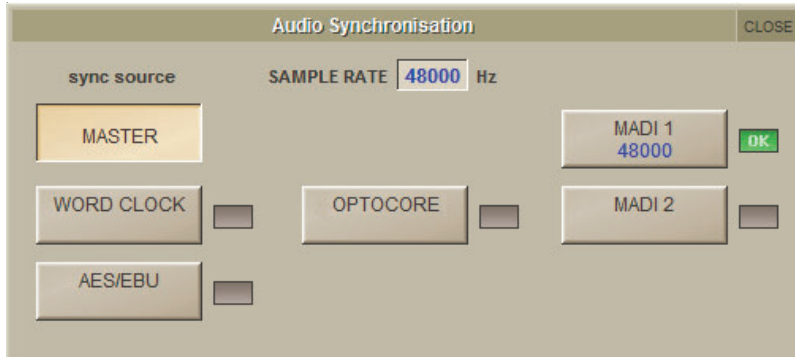 Audio Synchronisation
CLOSE
sync source
SAMPLE RATE 48000 Hz
MASTER
MADI 1
48000
OK
WORD CLOCK
OPTOCORE
MADI 2
AES/EBU